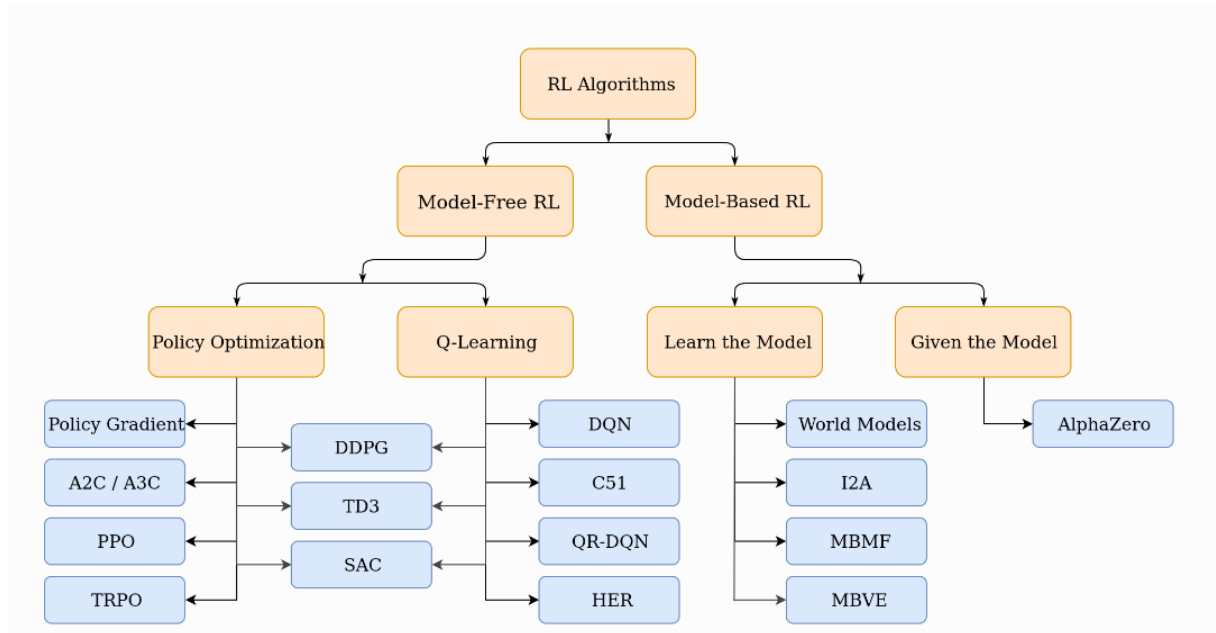 RL Algorithms
Model-Free RL
Model-Based RL
Policy Optimization
Q-Learning
Learn the Model
Given the Model
Policy Gradient
DDPG
DQN
World Models
AlphaZero
A2C / A3C
TD3
C51
I2A
PPO
SAC
QR-DQN
MBMF
TRPO
HER
MBVE